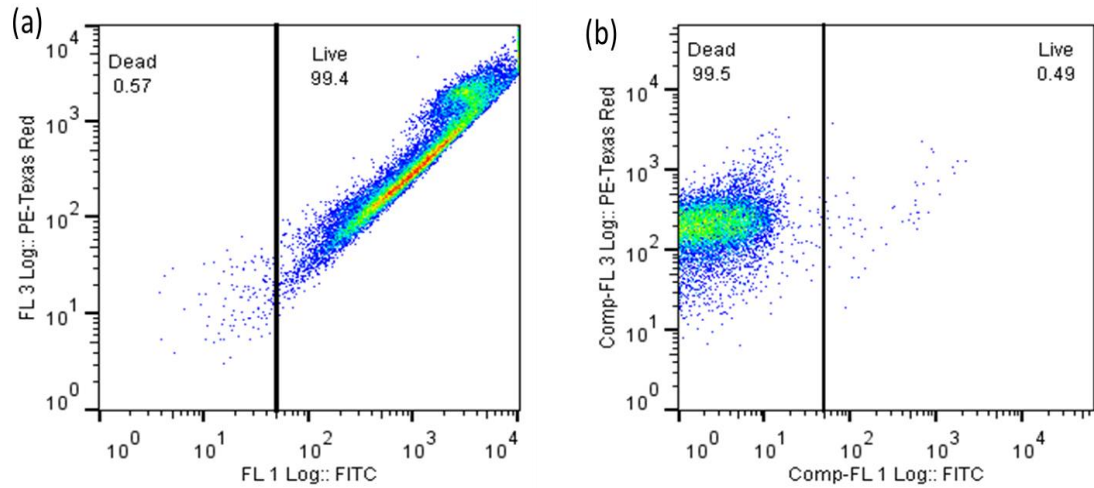 (a)
10^4
10^3
10^2
10^1
10^0
FL 3 Log:: PE-Texas Red
Dead
0.57
Live
99.4
10^0 10^1 10^2 10^3 10^4
FL 1 Log:: FITC
(b)
10^4
10^3
10^2
10^1
10^0
Comp-FL 3 Log:: PE-Texas Red
Dead
99.5
Live
0.49
10^0 10^1 10^2 10^3 10^4
Comp-FL 1 Log:: FITC